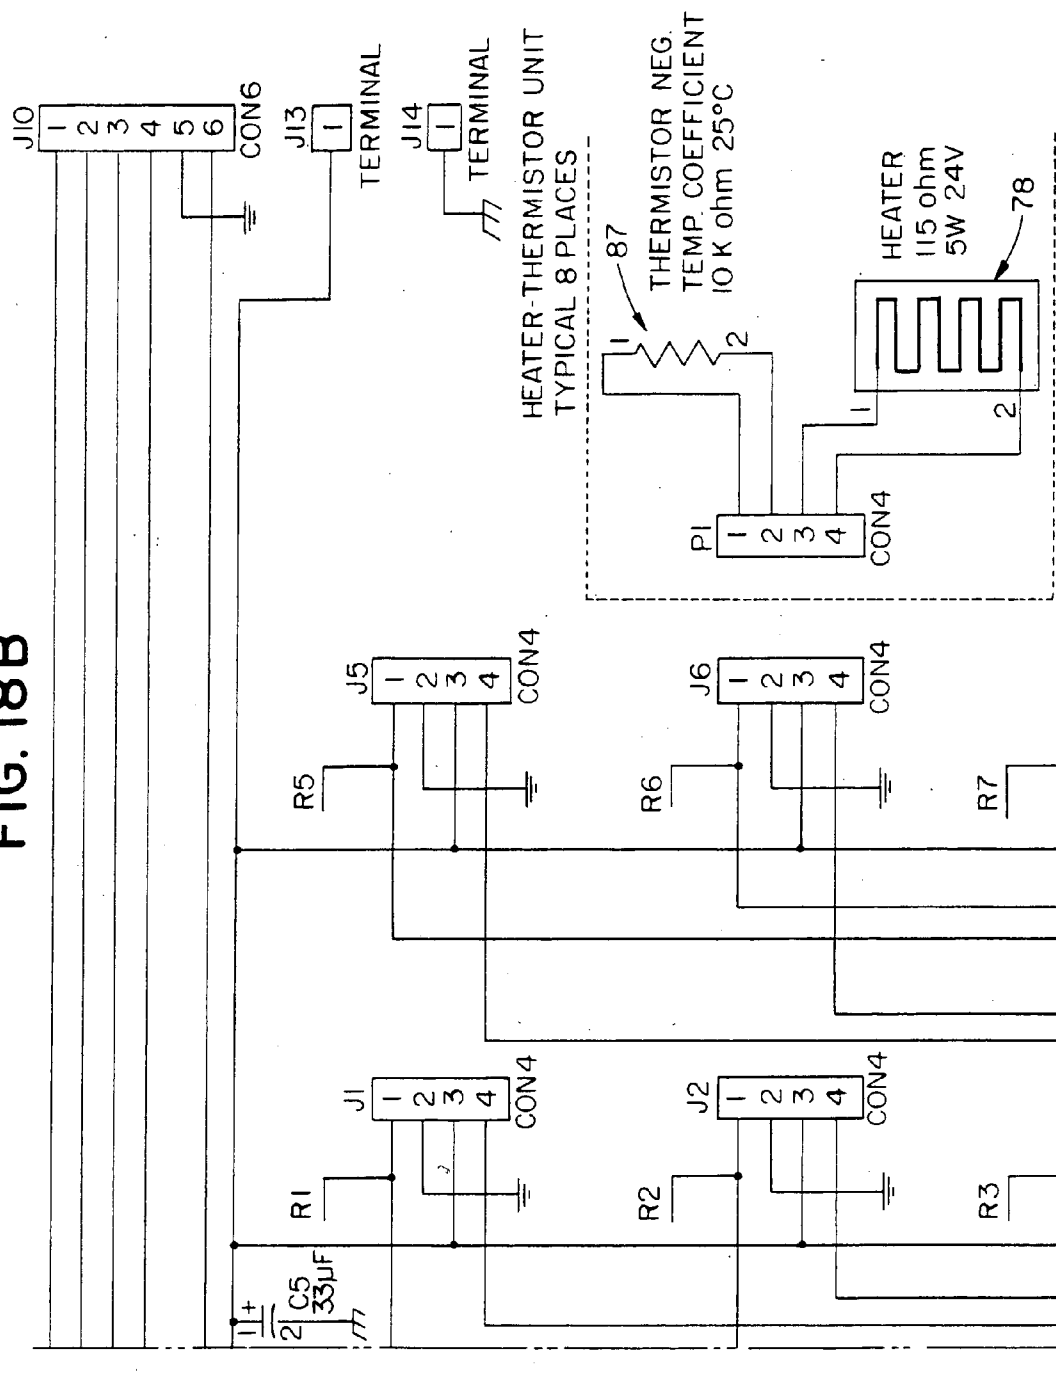 FIG. 18B
J10
1
2
3
4
5
6
CON6
J13
1
TERMINAL
J14
1
TERMINAL
HEATER-THERMISTOR UNIT
TYPICAL 8 PLACES
87
1
2
THERMISTOR NEG.
TEMP. COEFFICIENT
10 K ohm 25°C
P1
1
2
3
4
CON4
1
2
HEATER
115 ohm
5W 24V
78
J5
1
2
3
4
CON4
R5
J6
1
2
3
4
CON4
R6
R7
J1
1
2
3
4
CON4
R1
J2
1
2
3
4
CON4
R2
R3
1
+
2
C5
33µF